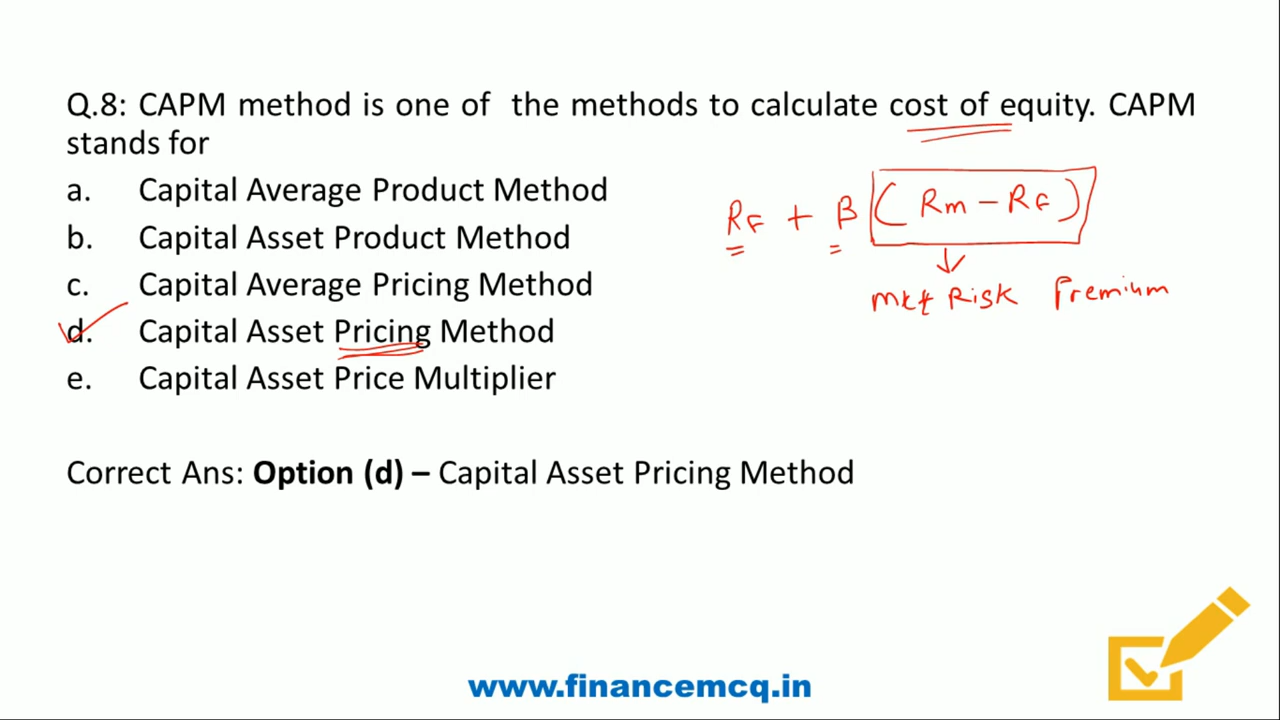 Q.8: CAPM method is one of the methods to calculate cost of equity. CAPM
stands for
a. Capital Average Product Method
b. Capital Asset Product Method
c. Capital Average Pricing Method
d. Capital Asset Pricing Method
e. Capital Asset Price Multiplier
RF + β ( Rm - RF )
Mkt Risk Premium
Correct Ans: Option (d) – Capital Asset Pricing Method
www.financemcq.in